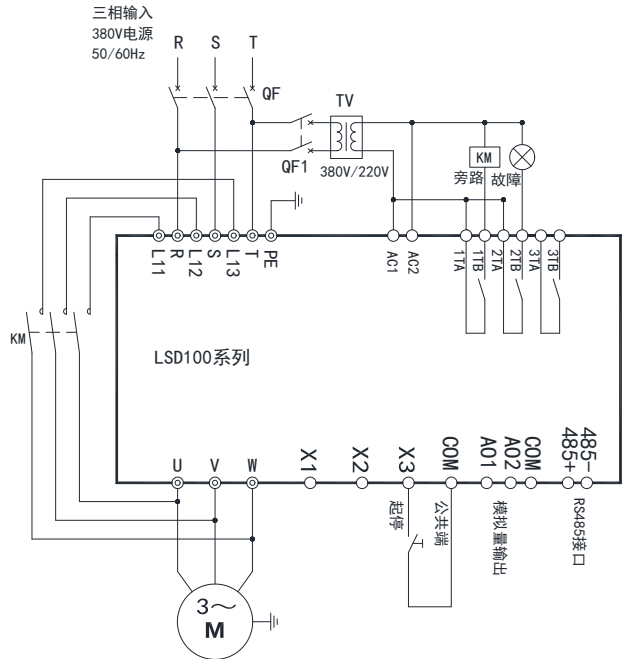 三相输入
380V电源
50/60Hz
R S T
QF
TV
QF1
380V/220V
KM
旁路 故障
L11 R L12 S L13 T PE
AC1 AC2
1TA 1TB 2TA 2TB 3TA 3TB
KM
LSD100系列
U V W
X1 X2 X3 COM AO1 AO2 COM 485+ 485-
起停
公共端
模拟量输出
RS485接口
3～
M